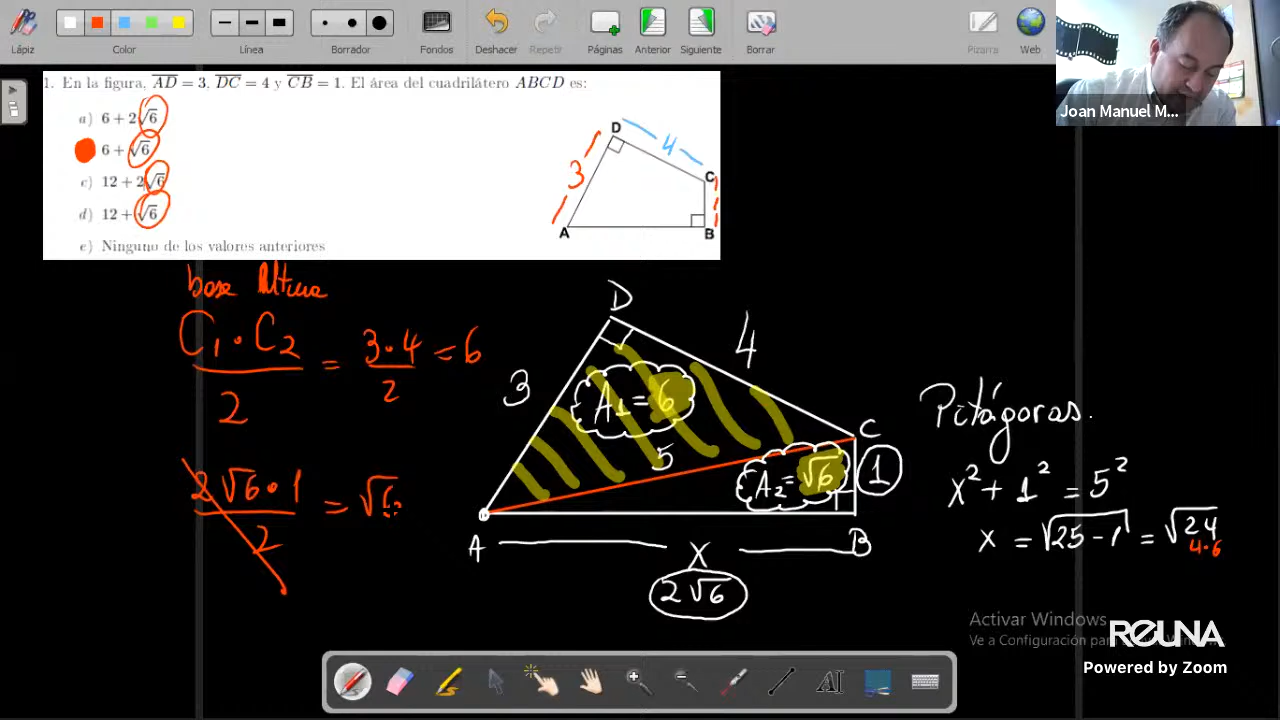 Lápiz
Color
Línea
Borrador
Fondos
Deshacer
Repetir
Páginas
Anterior
Siguiente
Borrar
Pizarra
Web
Joan Manuel M...
1. En la figura, AD = 3, DC = 4 y CB = 1. El área del cuadrilátero ABCD es:
a) 6 + 2√6
6 + √6
c) 12 + 2√6
d) 12 + √6
e) Ninguno de los valores anteriores
D
4
3
C
A
B
base Altura
C1 · C2 / 2 = 3 · 4 / 2 = 6
2√6 · 1 / 2 = √6
D
4
3
A1 = 6
5
C
A2 = √6
1
A
X
B
2√6
Pitágoras.
x² + 1² = 5²
x = √25 - 1 = √24
4·6
Activar Windows
Ve a Configuración par
REUNA
Powered by Zoom
AI